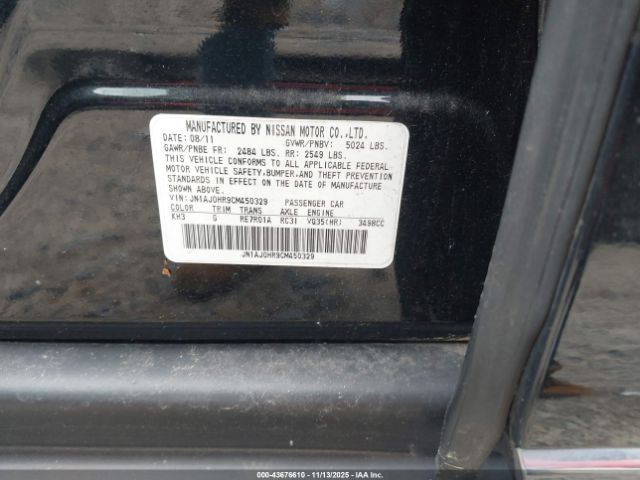 MANUFACTURED BY NISSAN MOTOR CO.,LTD.
DATE: 08/11 GVWR/PNBV: 5024 LBS.
GAWR/PNBE FR: 2484 LBS. RR: 2549 LBS.
THIS VEHICLE CONFORMS TO ALL APPLICABLE FEDERAL
MOTOR VEHICLE SAFETY,BUMPER,AND THEFT PREVENTION
STANDARDS IN EFFECT ON THE DATE OF MANUFACTURE
SHOWN ABOVE.
VIN:JN1AJ0HR9CM450329 PASSENGER CAR
COLOR TRIM TRANS AXLE ENGINE
KH3 G RE7R01A RC31 VQ35(HR) 3498CC
JN1AJ0HR9CM450329
000-43676610 - 11/13/2025 - IAAI.COM